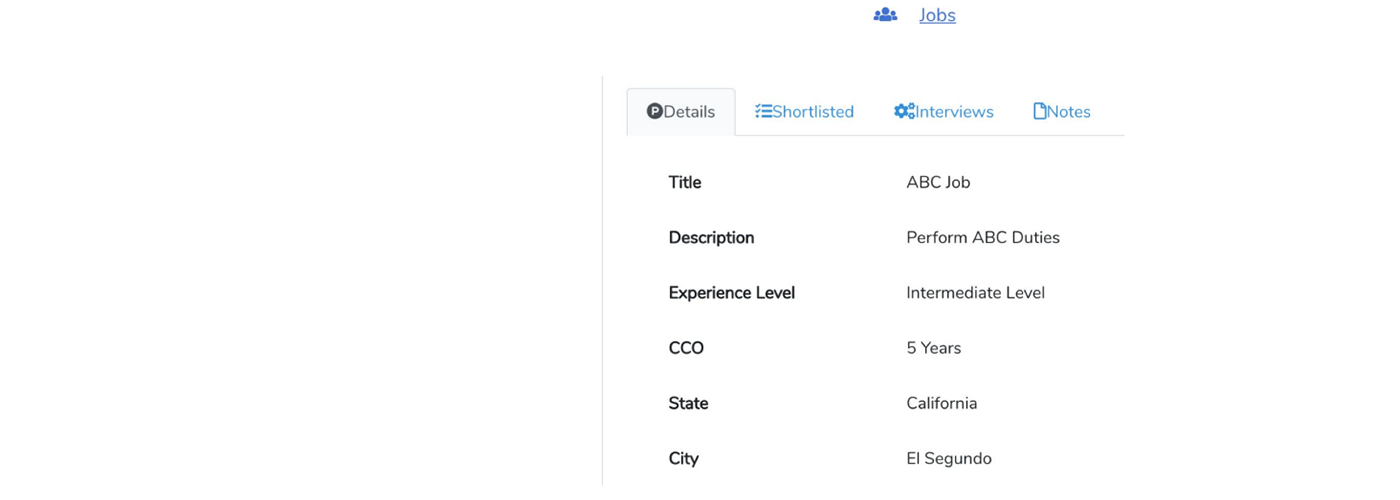 Jobs
Details Shortlisted Interviews Notes
Title ABC Job
Description Perform ABC Duties
Experience Level Intermediate Level
CCO 5 Years
State California
City El Segundo